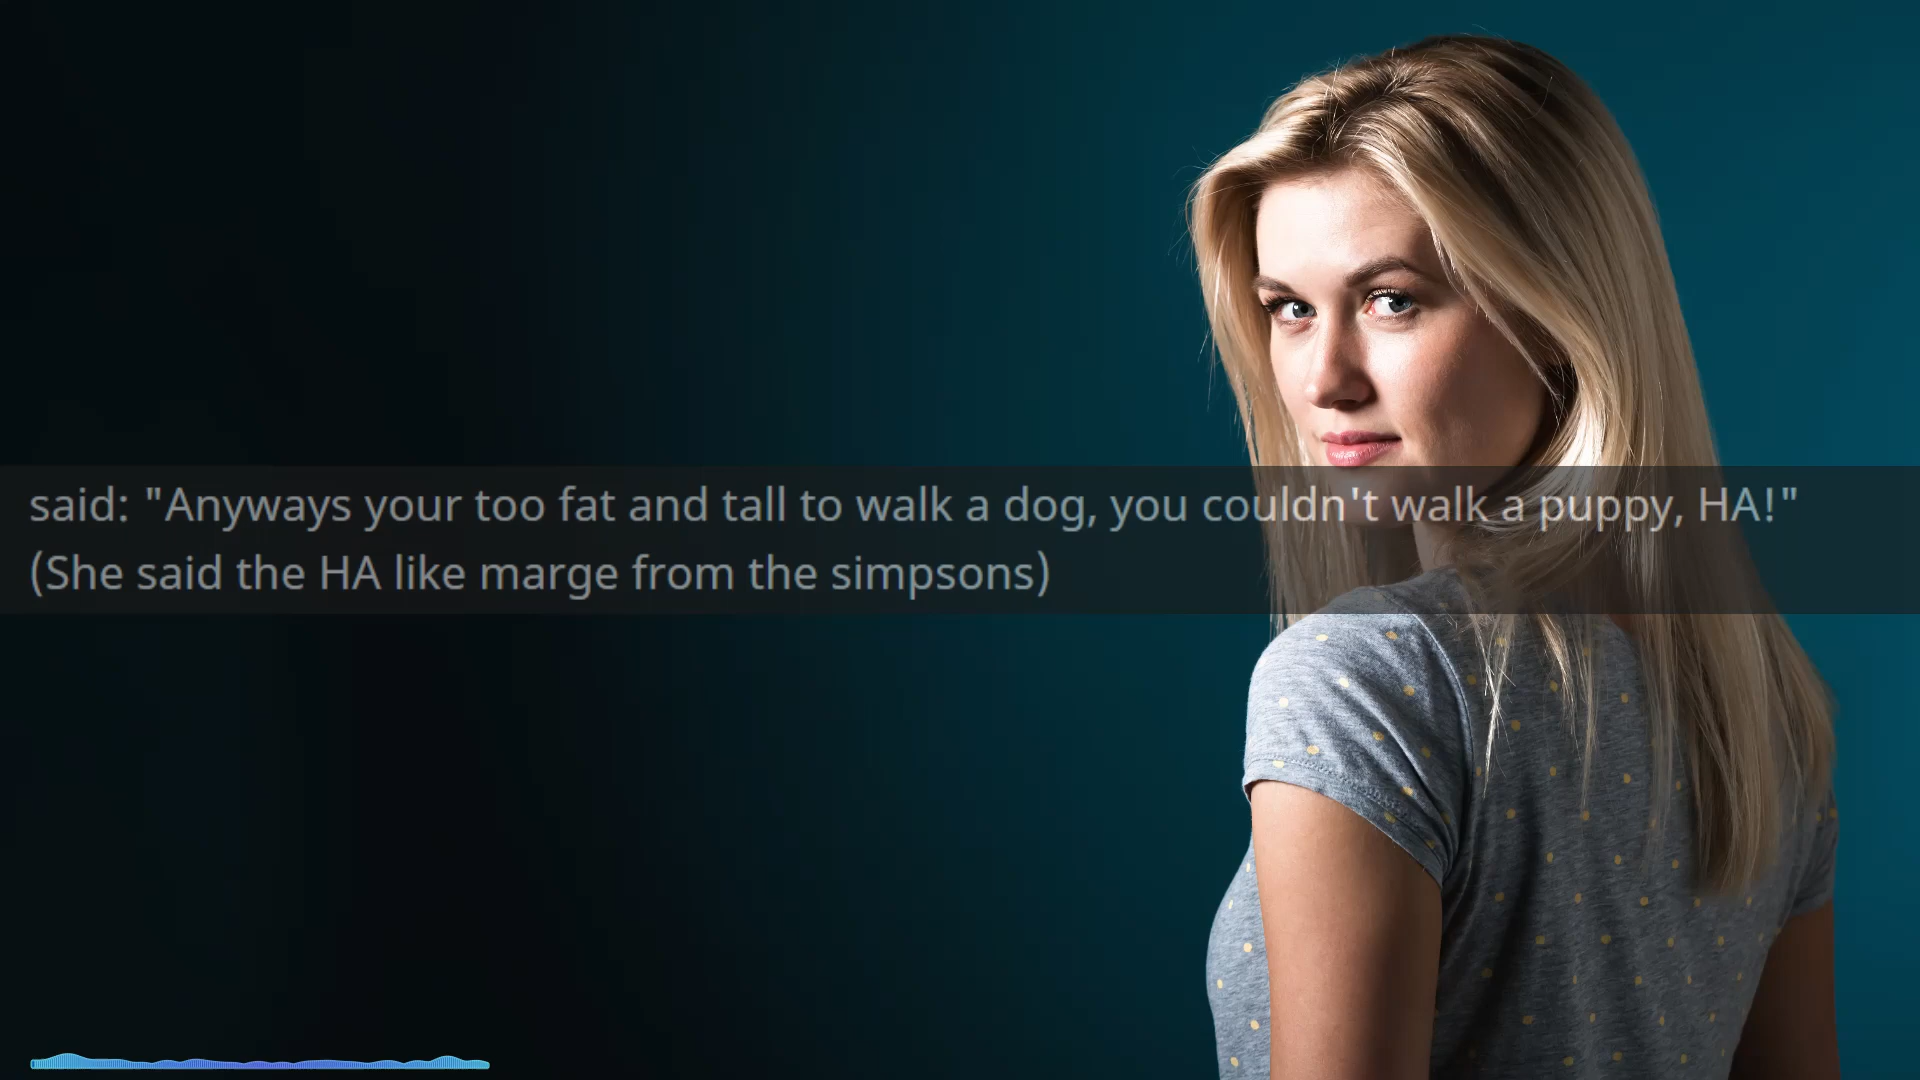 said: "Anyways your too fat and tall to walk a dog, you couldn't walk a puppy, HA!"
(She said the HA like marge from the simpsons)